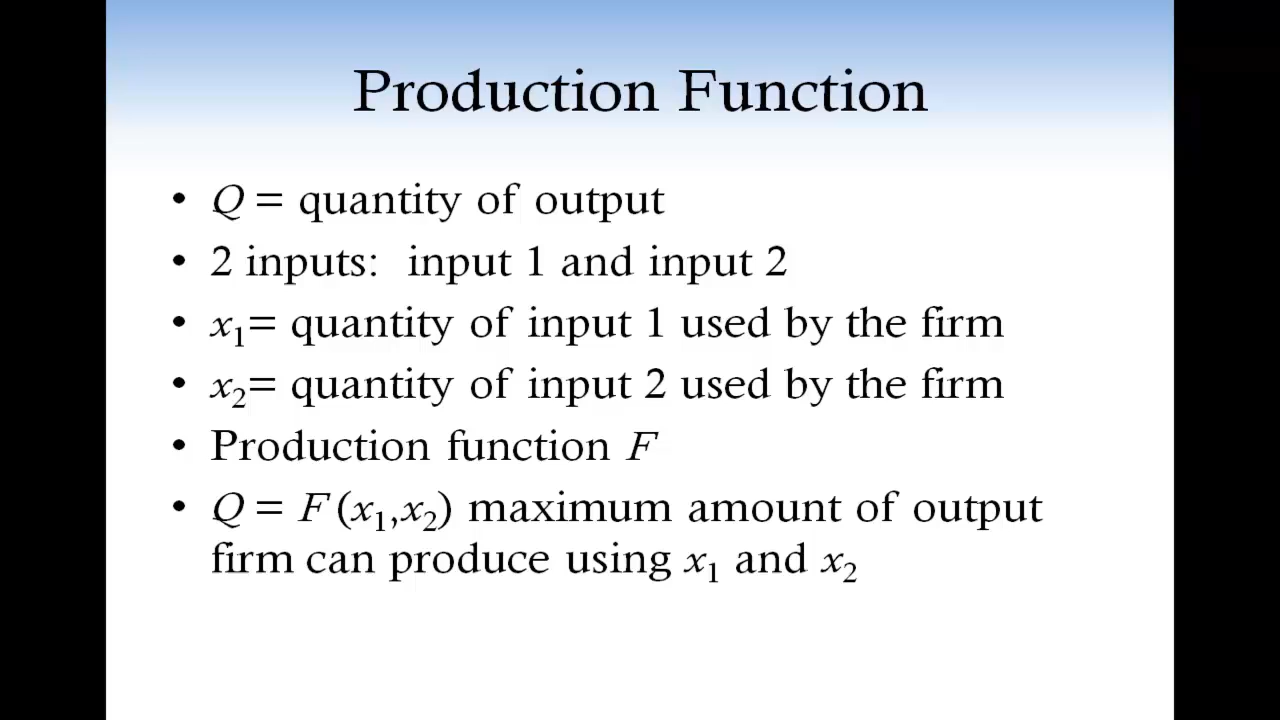 Production Function
• Q = quantity of output
• 2 inputs: input 1 and input 2
• x₁= quantity of input 1 used by the firm
• x₂= quantity of input 2 used by the firm
• Production function F
• Q = F (x₁,x₂) maximum amount of output
firm can produce using x₁ and x₂